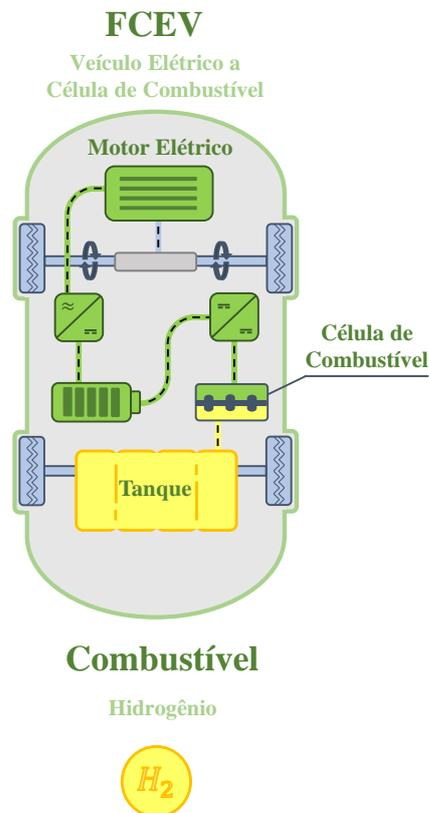 FCEV
Veículo Elétrico a
Célula de Combustível
Motor Elétrico
Célula de
Combustível
Tanque
Combustível
Hidrogênio
H₂